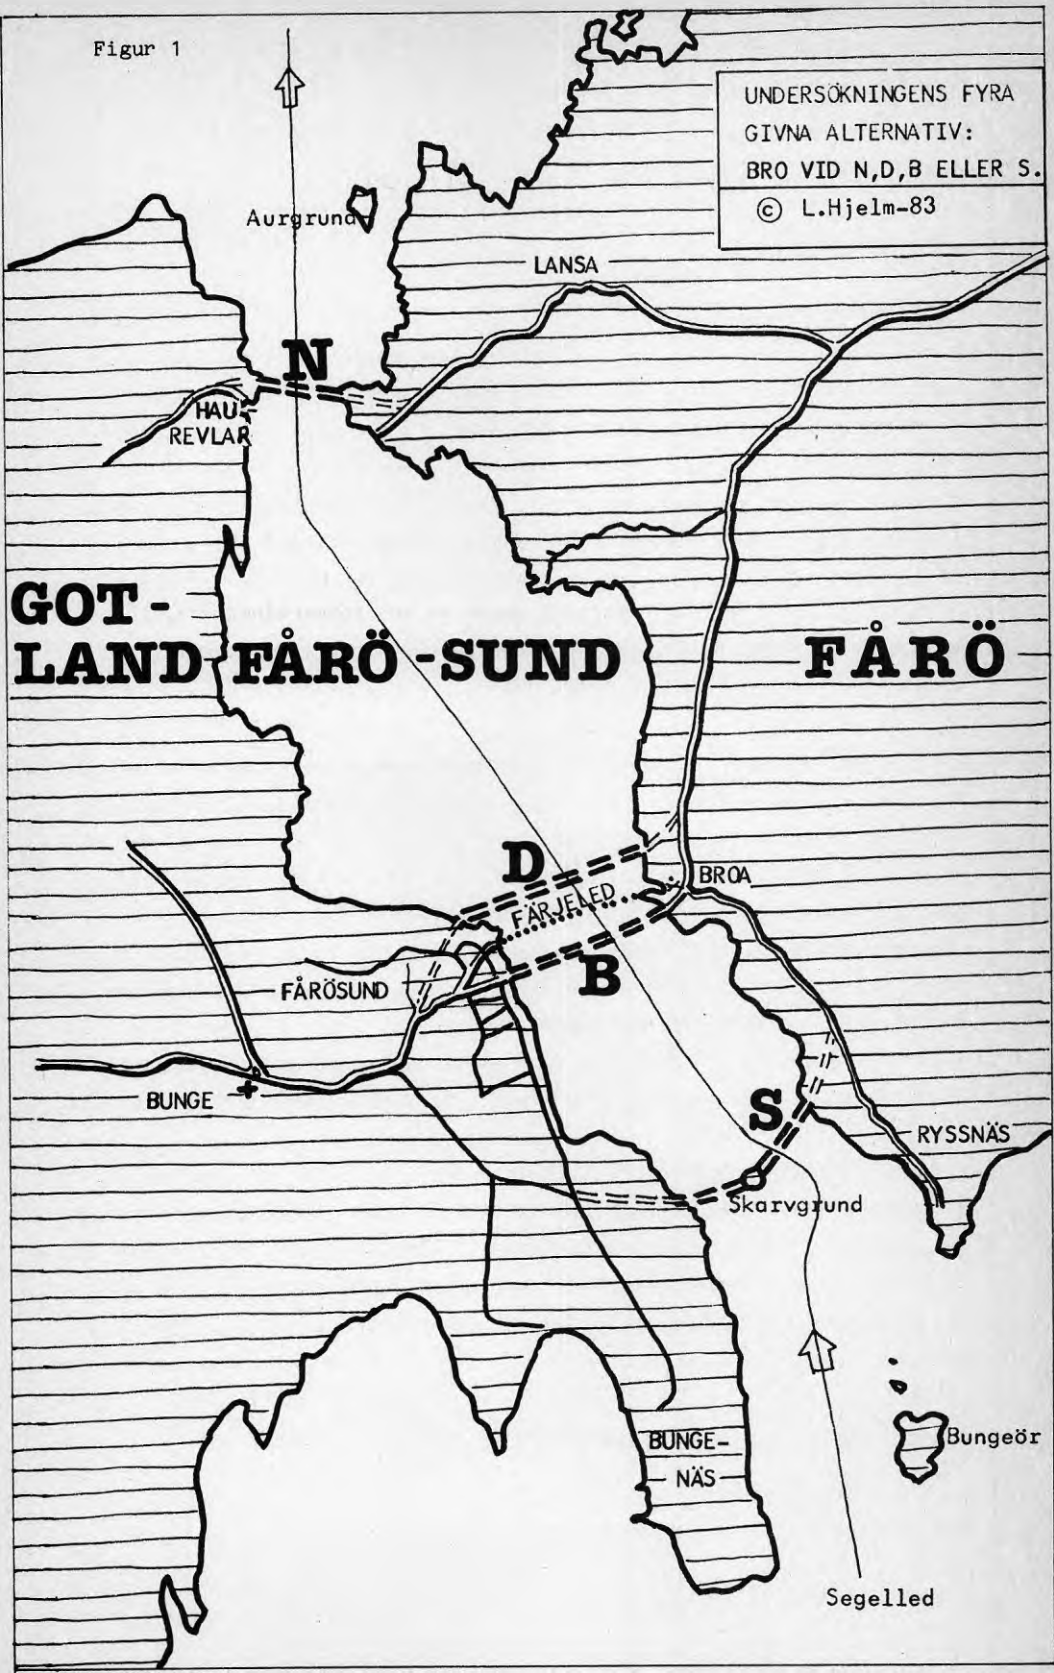 Figur 1
UNDERSÖKNINGENS FYRA
GIVNA ALTERNATIV:
BRO VID N,D,B ELLER S.
© L.Hjelm-83
Aurgrund
LANSA
N
HAU-
REVLAR
GOT-
LAND
FÅRÖ-SUND
FÅRÖ
D
BROA
FÄRJELED
B
FÅRÖSUND
BUNGE
S
RYSSNÄS
Skarvgrund
BUNGE-
NÄS
Bungeör
Segelled